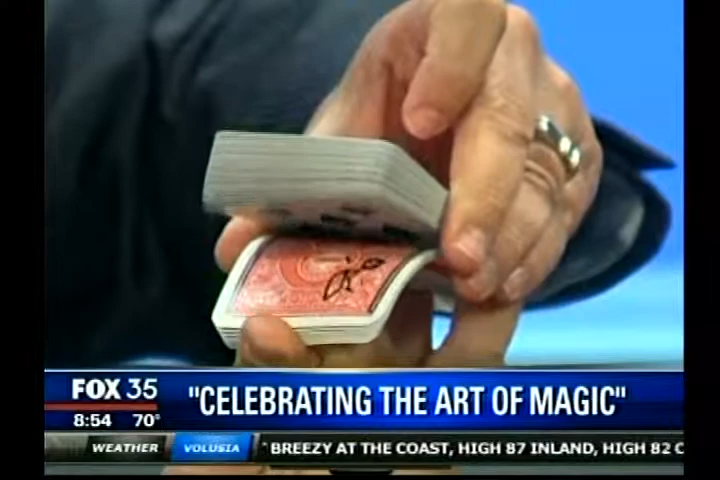 FOX 35
8:54 70°
"CELEBRATING THE ART OF MAGIC"
WEATHER VOLUSIA BREEZY AT THE COAST, HIGH 87 INLAND, HIGH 82 C